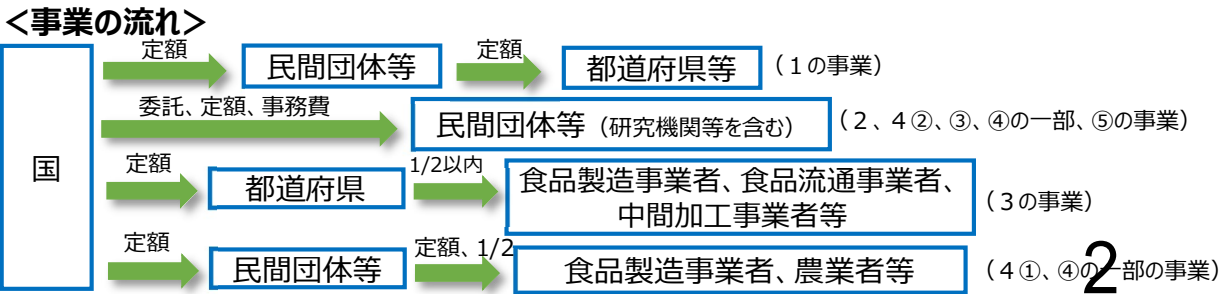 ＜事業の流れ＞
定額
定額
国
民間団体等
都道府県等
（１の事業）
委託、定額、事務費
民間団体等（研究機関等を含む）
（２、４②、③、④の一部、⑤の事業）
定額
1/2以内
都道府県
食品製造事業者、食品流通事業者、
中間加工事業者等
（３の事業）
定額
定額、1/2
民間団体等
食品製造事業者、農業者等
（４①、④の一部の事業）
2